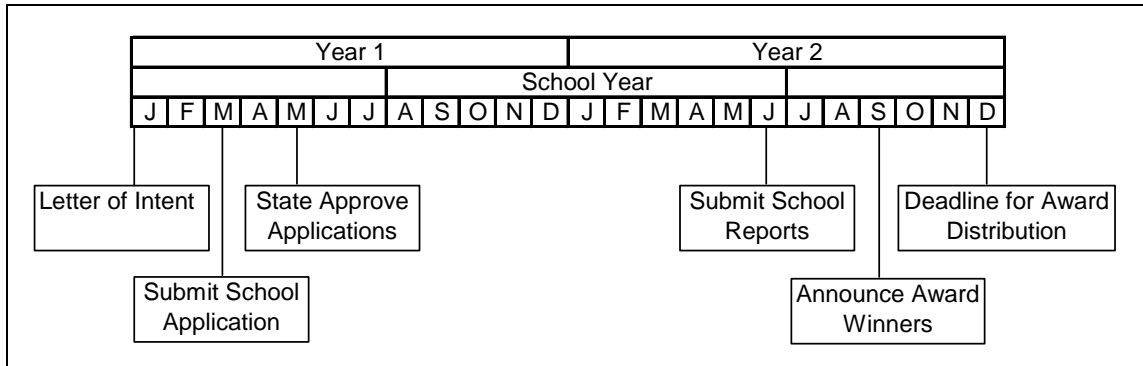 Year 1 Year 2
School Year
J F M A M J J A S O N D J F M A M J J A S O N D
Letter of Intent
State Approve
Applications
Submit School
Reports
Deadline for Award
Distribution
Submit School
Application
Announce Award
Winners